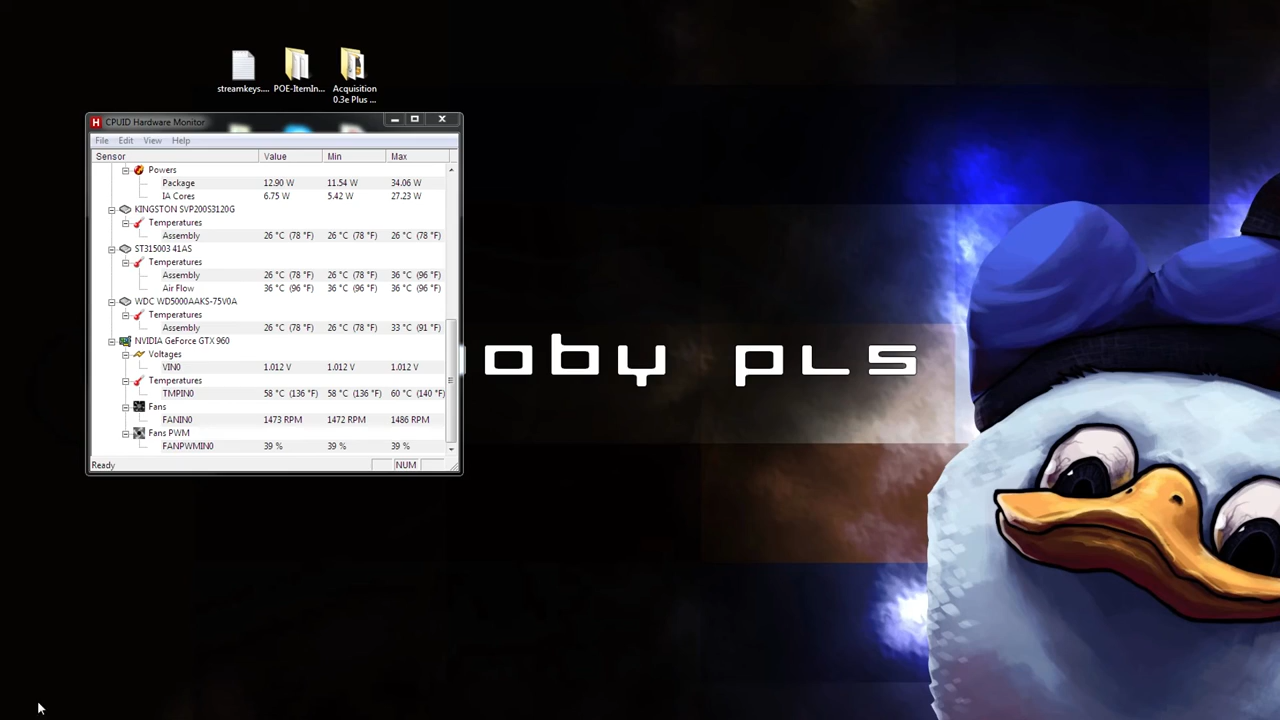 streamkeys.... POE-ItemIn... Acquisition
0.3e Plus ...
CPUID Hardware Monitor
File Edit View Help
Sensor Value Min Max
Powers
Package 12.90 W 11.54 W 34.06 W
IA Cores 6.75 W 5.42 W 27.23 W
KINGSTON SVP200S3120G
Temperatures
Assembly 26 °C (78 °F) 26 °C (78 °F) 26 °C (78 °F)
ST315003 41AS
Temperatures
Assembly 26 °C (78 °F) 26 °C (78 °F) 36 °C (96 °F)
Air Flow 36 °C (96 °F) 36 °C (96 °F) 36 °C (96 °F)
WDC WD5000AAKS-75V0A
Temperatures
Assembly 26 °C (78 °F) 26 °C (78 °F) 33 °C (91 °F)
NVIDIA GeForce GTX 960
Voltages
VIN0 1.012 V 1.012 V 1.012 V
Temperatures
TMPIN0 58 °C (136 °F) 58 °C (136 °F) 60 °C (140 °F)
Fans
FANIN0 1473 RPM 1472 RPM 1486 RPM
Fans PWM
FANPWMIN0 39 % 39 % 39 %
Ready NUM
oby pls